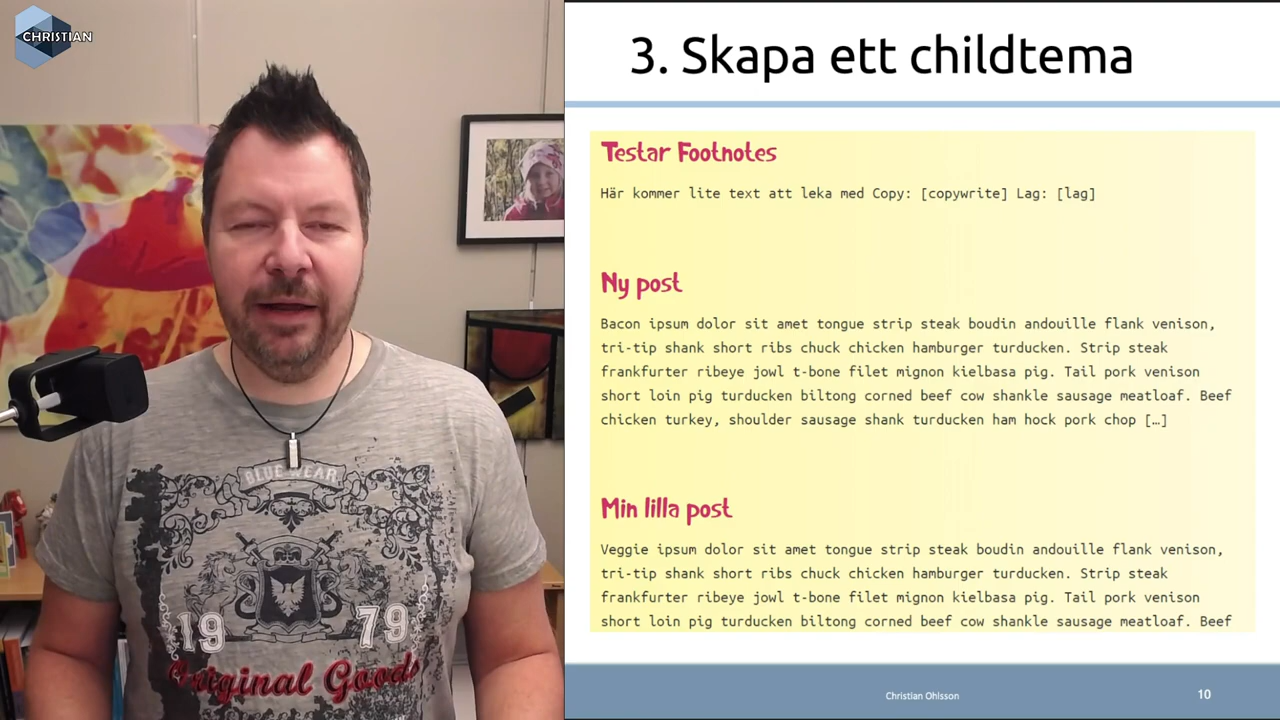 CHRISTIAN
BLUE WEAR
19 79
Original Goods
3. Skapa ett childtema
Testar Footnotes
Här kommer lite text att leka med Copy: [copywrite] Lag: [lag]
Ny post
Bacon ipsum dolor sit amet tongue strip steak boudin andouille flank venison,
tri-tip shank short ribs chuck chicken hamburger turducken. Strip steak
frankfurter ribeye jowl t-bone filet mignon kielbasa pig. Tail pork venison
short loin pig turducken biltong corned beef cow shankle sausage meatloaf. Beef
chicken turkey, shoulder sausage shank turducken ham hock pork chop […]
Min lilla post
Veggie ipsum dolor sit amet tongue strip steak boudin andouille flank venison,
tri-tip shank short ribs chuck chicken hamburger turducken. Strip steak
frankfurter ribeye jowl t-bone filet mignon kielbasa pig. Tail pork venison
short loin pig turducken biltong corned beef cow shankle sausage meatloaf. Beef
Christian Ohlsson
10